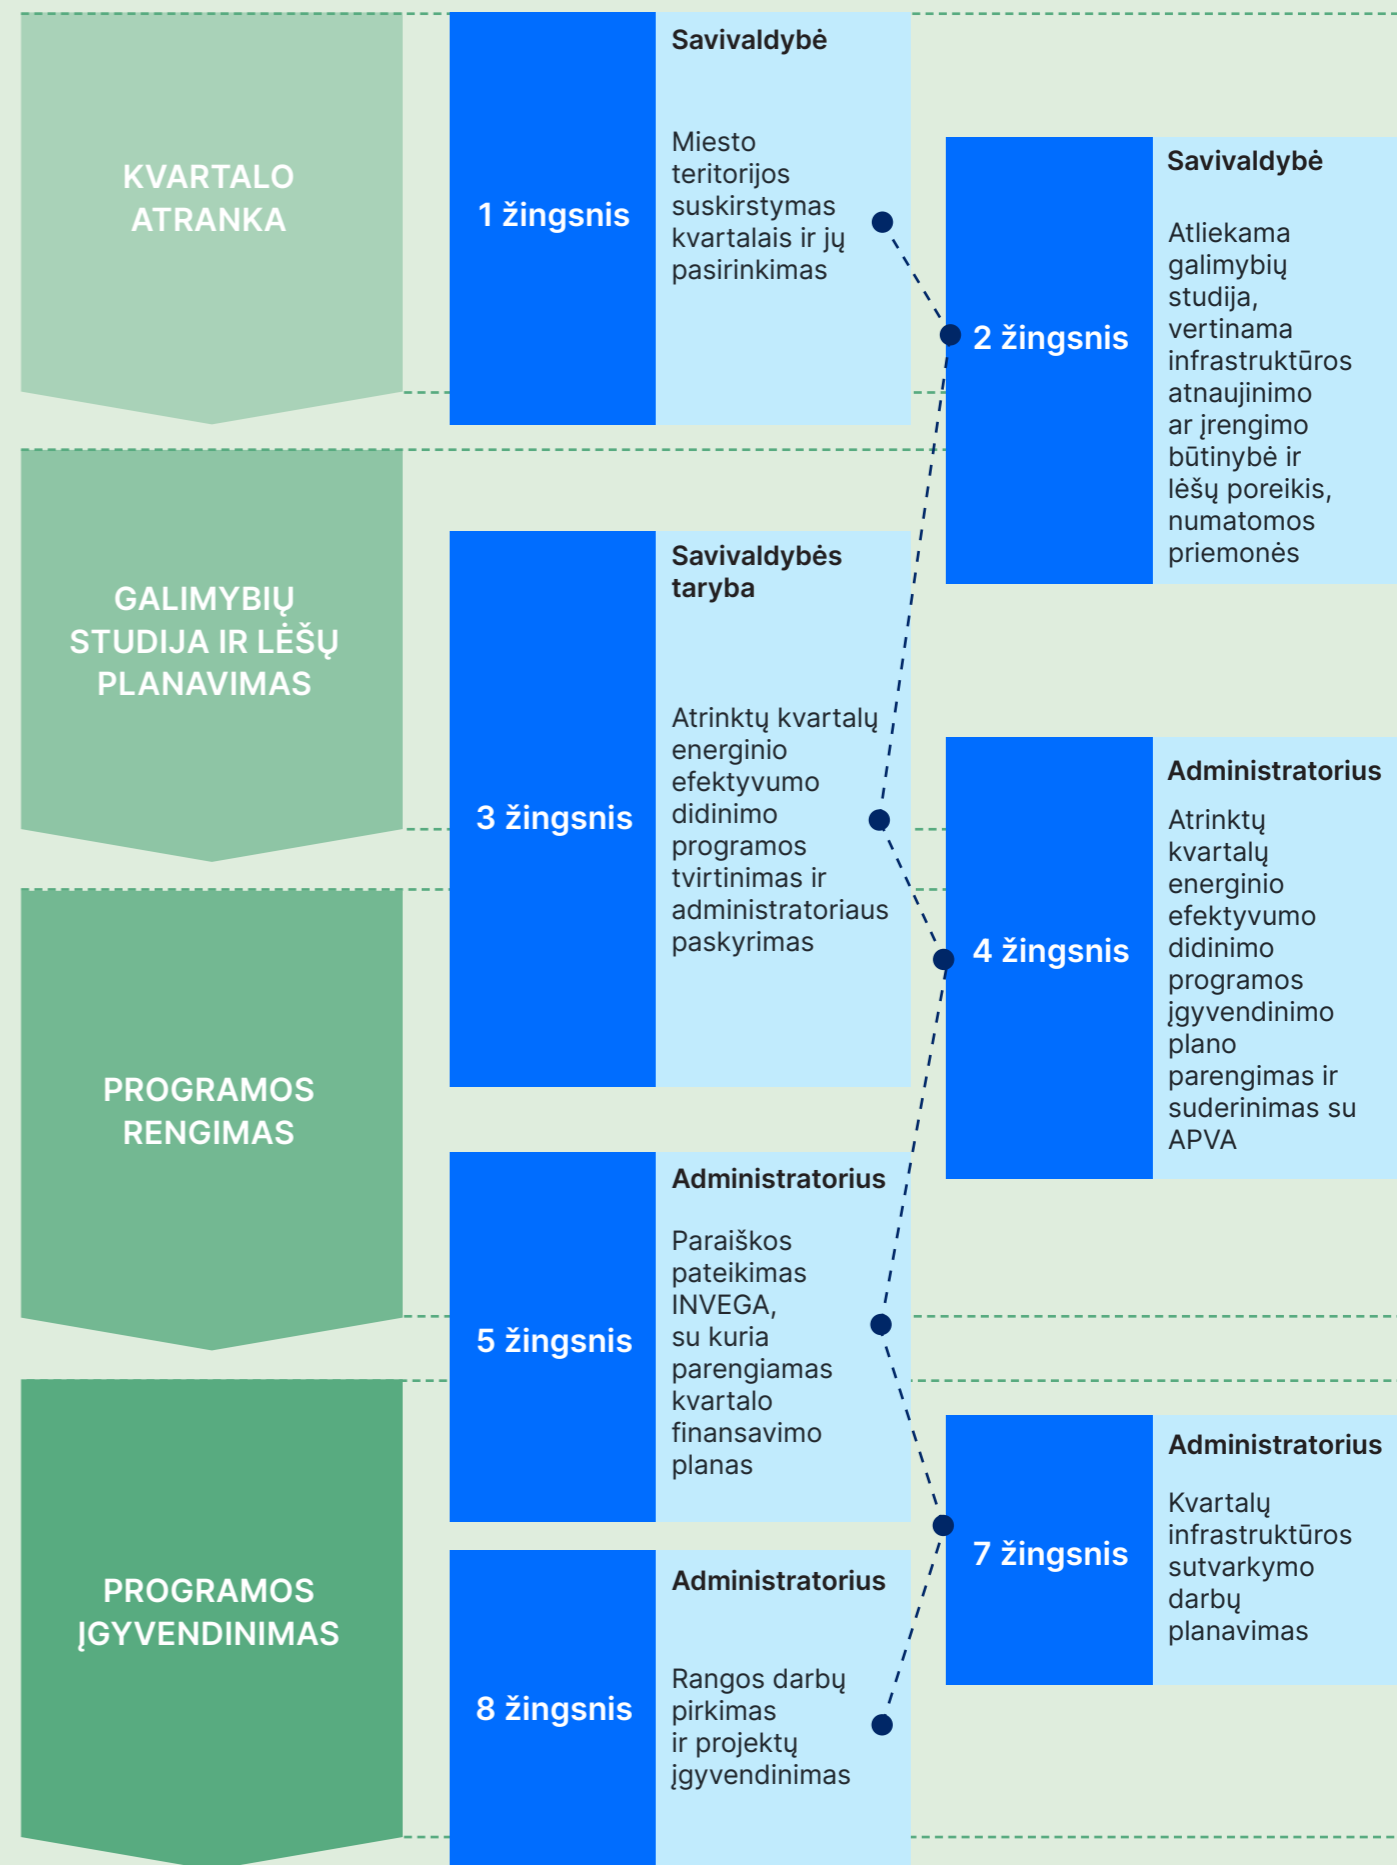 KVARTALO
ATRANKA
1 žingsnis
Savivaldybė
Miesto
teritorijos
suskirstymas
kvartalais ir jų
pasirinkimas
2 žingsnis
Savivaldybė
Atliekama
galimybių
studija,
vertinama
infrastruktūros
atnaujinimo
ar įrengimo
būtinybė ir
lėšų poreikis,
numatomos
priemonės
GALIMYBIŲ
STUDIJA IR LĖŠŲ
PLANAVIMAS
3 žingsnis
Savivaldybės
taryba
Atrinktų kvartalų
energinio
efektyvumo
didinimo
programos
tvirtinimas ir
administratoriaus
paskyrimas
4 žingsnis
Administratorius
Atrinktų
kvartalų
energinio
efektyvumo
didinimo
programos
įgyvendinimo
plano
parengimas ir
suderinimas su
APVA
PROGRAMOS
RENGIMAS
5 žingsnis
Administratorius
Paraiškos
pateikimas
INVEGA,
su kuria
parengiamas
kvartalo
finansavimo
planas
7 žingsnis
Administratorius
Kvartalų
infrastruktūros
sutvarkymo
darbų
planavimas
PROGRAMOS
ĮGYVENDINIMAS
8 žingsnis
Administratorius
Rangos darbų
pirkimas
ir projektų
įgyvendinimas